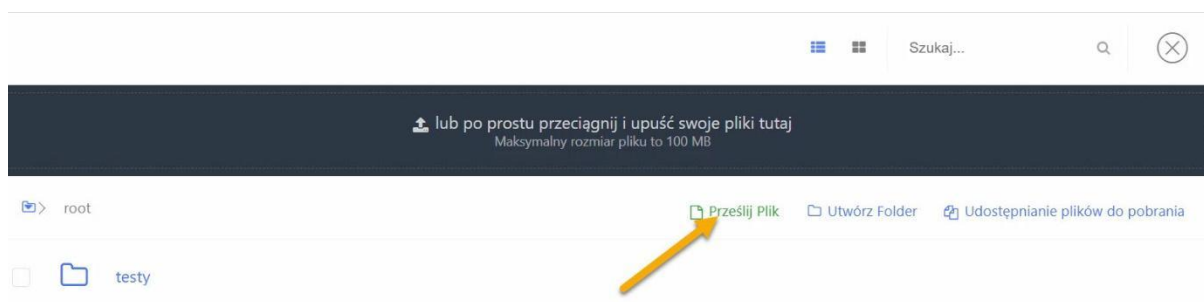 Szukaj...
lub po prostu przeciągnij i upuść swoje pliki tutaj
Maksymalny rozmiar pliku to 100 MB
root
Prześlij Plik
Utwórz Folder
Udostępnianie plików do pobrania
testy